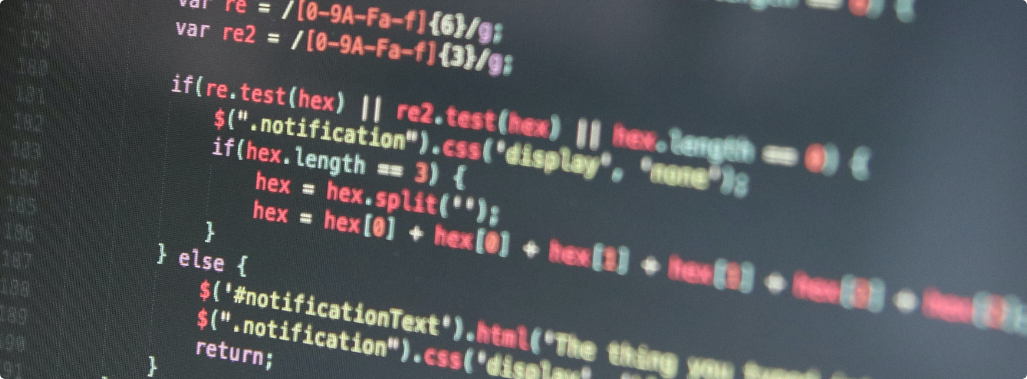 178
var re = /[0-9A-Fa-f]{6}/g;
179 var re2 = /[0-9A-Fa-f]{3}/g;
180
181 if(re.test(hex) || re2.test(hex) || hex.length == 0) {
182 $(".notification").css("display", "none");
183 if(hex.length == 3) {
184 hex = hex.split('');
185 hex = hex[0] + hex[0] + hex[1] + hex[1] + hex[2] + hex[2];
186 }
187 } else {
188 $('#notificationText').html("The thing you
189 $(".notification").css("display",
190 return;
191 }